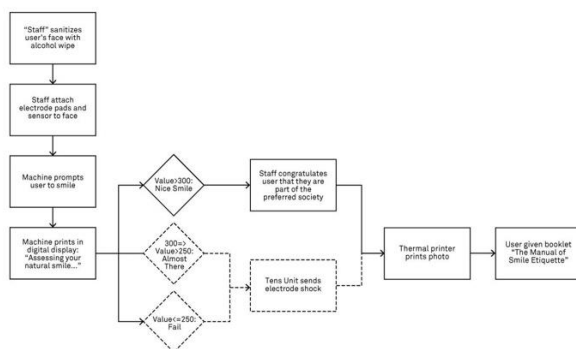 “Staff” sanitizes
user's face with
alcohol wipe
Staff attach
electrode pads and
sensor to face
Machine prompts
user to smile
Machine prints in
digital display:
“Assessing your
natural smile...”
Value>300:
Nice Smile
300=>
Value>250:
Almost
There
Value<=250:
Fail
Staff congratulates
user that they are
part of the
preferred society
Tens Unit sends
electrode shock
Thermal printer
prints photo
User given booklet
“The Manual of
Smile Etiquette”